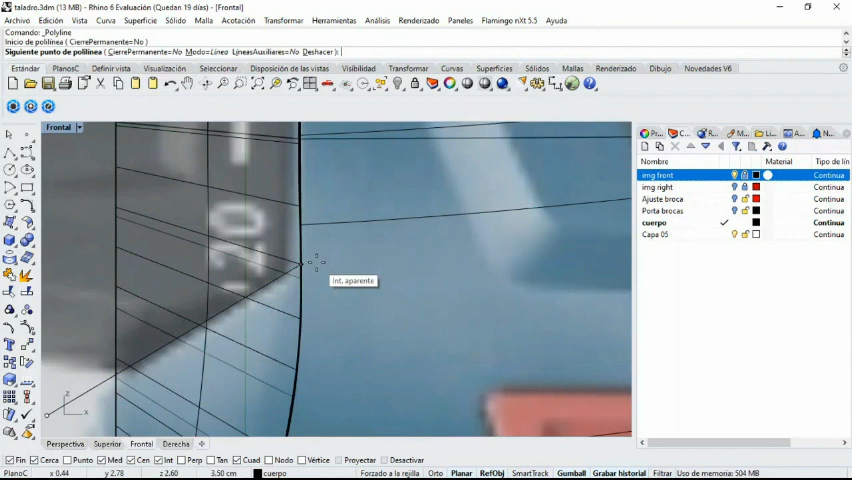 taladro.3dm (13 MB) - Rhino 6 Evaluación (Quedan 19 días) - [Frontal]
Archivo Edición Vistas Curva Superficie Sólido Malla Acotación Transformar Herramientas Análisis Renderizado Paneles Flamingo nXt 5.5 Ayuda
Comando: _Polyline
Inicio de polilínea ( CierrePermanente=No )
Siguiente punto de polilínea ( CierrePermanente=No Modo=Línea LíneasAuxiliares=No Deshacer ):
Estándar PlanosC Definir vista Visualización Seleccionar Disposición de las vistas Visibilidad Transformar Curvas Superficies Sólidos Mallas Renderizado Dibujo Novedades V6
Frontal
Pr... C... R... M... Li... A... N...
Nombre Material Tipo de lín
img front Continua
img right Continua
Ajuste broca Continua
Porta brocas Continua
cuerpo Continua
Capa 05 Continua
20
Int. aparente
z
x
Perspectiva Superior Frontal Derecha
Fin Cerca Punto Med Cen Int Perp Tan Cuad Nodo Vértice Proyectar Desactivar
PlanoC x 0.44 y 2.78 z 2.60 3.50 cm cuerpo Forzado a la rejilla Orto Planar RefObj SmartTrack Gumball Grabar historial Filtrar Uso de memoria: 504 MB